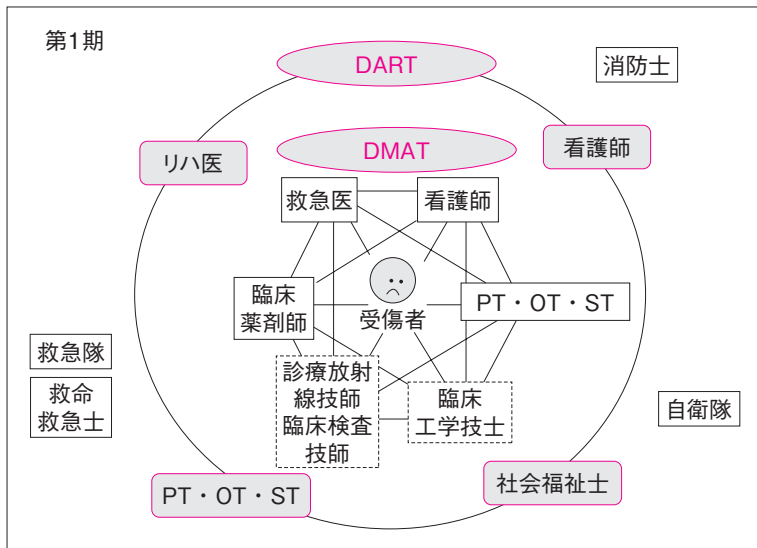 第1期
DART
消防士
リハ医
看護師
DMAT
救急医
看護師
臨床
薬剤師
受傷者
PT・OT・ST
診療放射
線技師
臨床検査
技師
臨床
工学技士
救急隊
救命
救急士
自衛隊
PT・OT・ST
社会福祉士